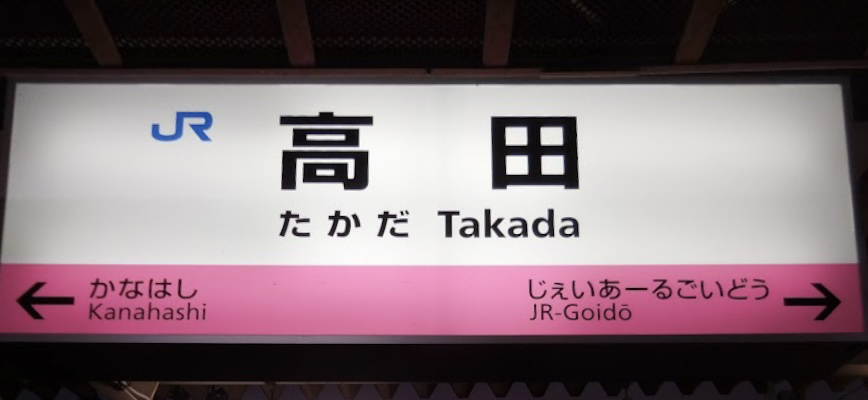 JR 高田
たかだ Takada
← かなはし じぇいあーるごいどう →
Kanahashi JR-Goidō